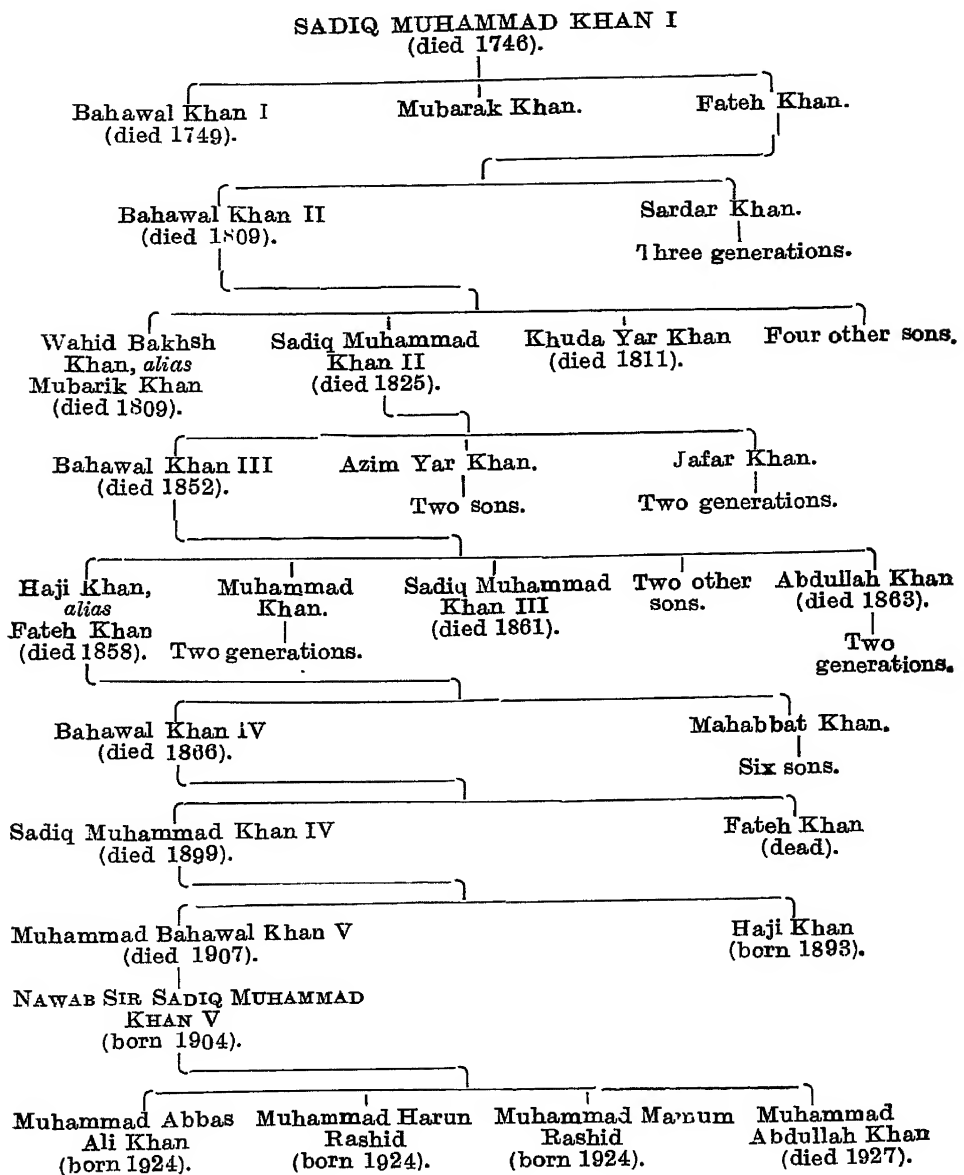 SADIQ MUHAMMAD KHAN I
(died 1746).
Bahawal Khan I
(died 1749).
Mubarak Khan.
Fateh Khan.
Bahawal Khan II
(died 1809).
Sardar Khan.
Three generations.
Wahid Bakhsh
Khan, alias
Mubarik Khan
(died 1809).
Sadiq Muhammad
Khan II
(died 1825).
Khuda Yar Khan
(died 1811).
Four other sons.
Bahawal Khan III
(died 1852).
Azim Yar Khan.
Two sons.
Jafar Khan.
Two generations.
Haji Khan,
alias
Fateh Khan
(died 1858).
Muhammad
Khan.
Two generations.
Sadiq Muhammad
Khan III
(died 1861).
Two other
sons.
Abdullah Khan
(died 1863).
Two
generations.
Bahawal Khan IV
(died 1866).
Mahabbat Khan.
Six sons.
Sadiq Muhammad Khan IV
(died 1899).
Fateh Khan
(dead).
Muhammad Bahawal Khan V
(died 1907).
Haji Khan
(born 1893).
NAWAB SIR SADIQ MUHAMMAD
KHAN V
(born 1904).
Muhammad Abbas
Ali Khan
(born 1924).
Muhammad Harun
Rashid
(born 1924).
Muhammad Mamum
Rashid
(born 1924).
Muhammad
Abdullah Khan
(died 1927).